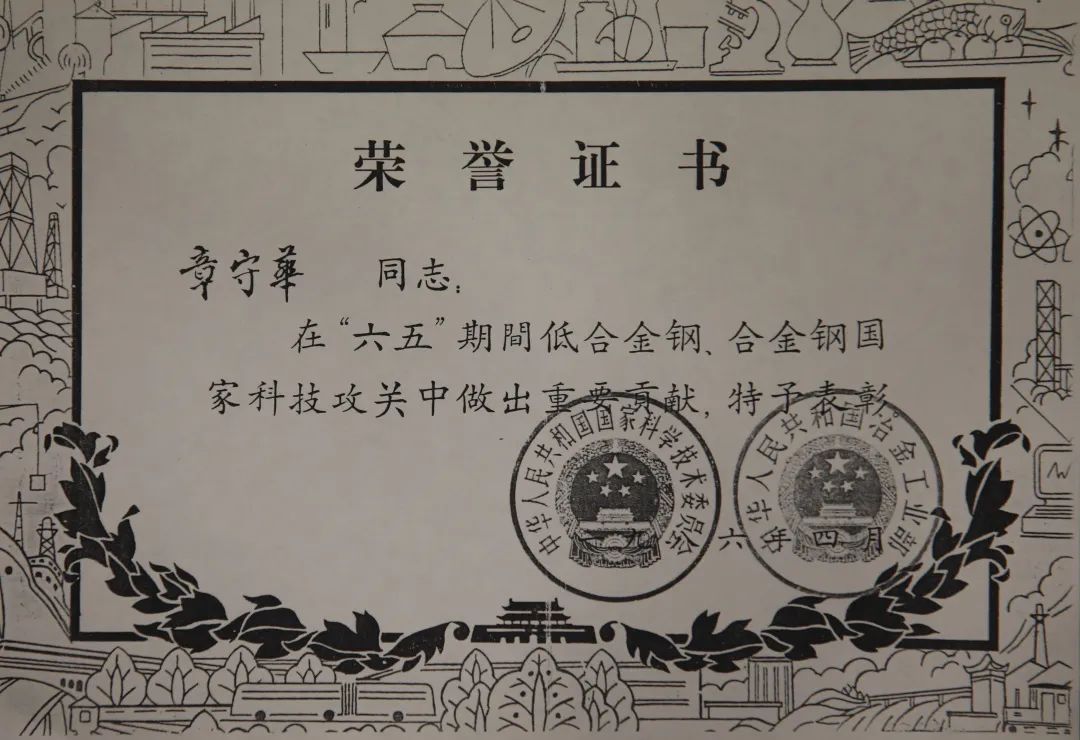 荣誉证书
章守華 同志:
在“六五”期間低合金钢、合金钢国
家科技攻关中做出重要貢献,特予表彰。
中华人民共和国国家科学技术委员会
中华人民共和国冶金工业部
一九 六年四月